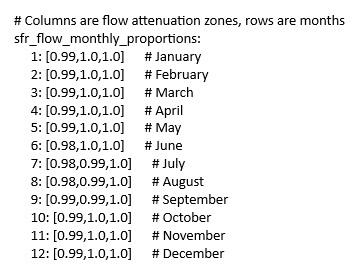 # Columns are flow attenuation zones, rows are months
sfr_flow_monthly_proportions:
1: [0.99,1.0,1.0] # January
2: [0.99,1.0,1.0] # February
3: [0.99,1.0,1.0] # March
4: [0.99,1.0,1.0] # April
5: [0.99,1.0,1.0] # May
6: [0.98,1.0,1.0] # June
7: [0.98,0.99,1.0] # July
8: [0.98,0.99,1.0] # August
9: [0.99,0.99,1.0] # September
10: [0.99,1.0,1.0] # October
11: [0.99,1.0,1.0] # November
12: [0.99,1.0,1.0] # December